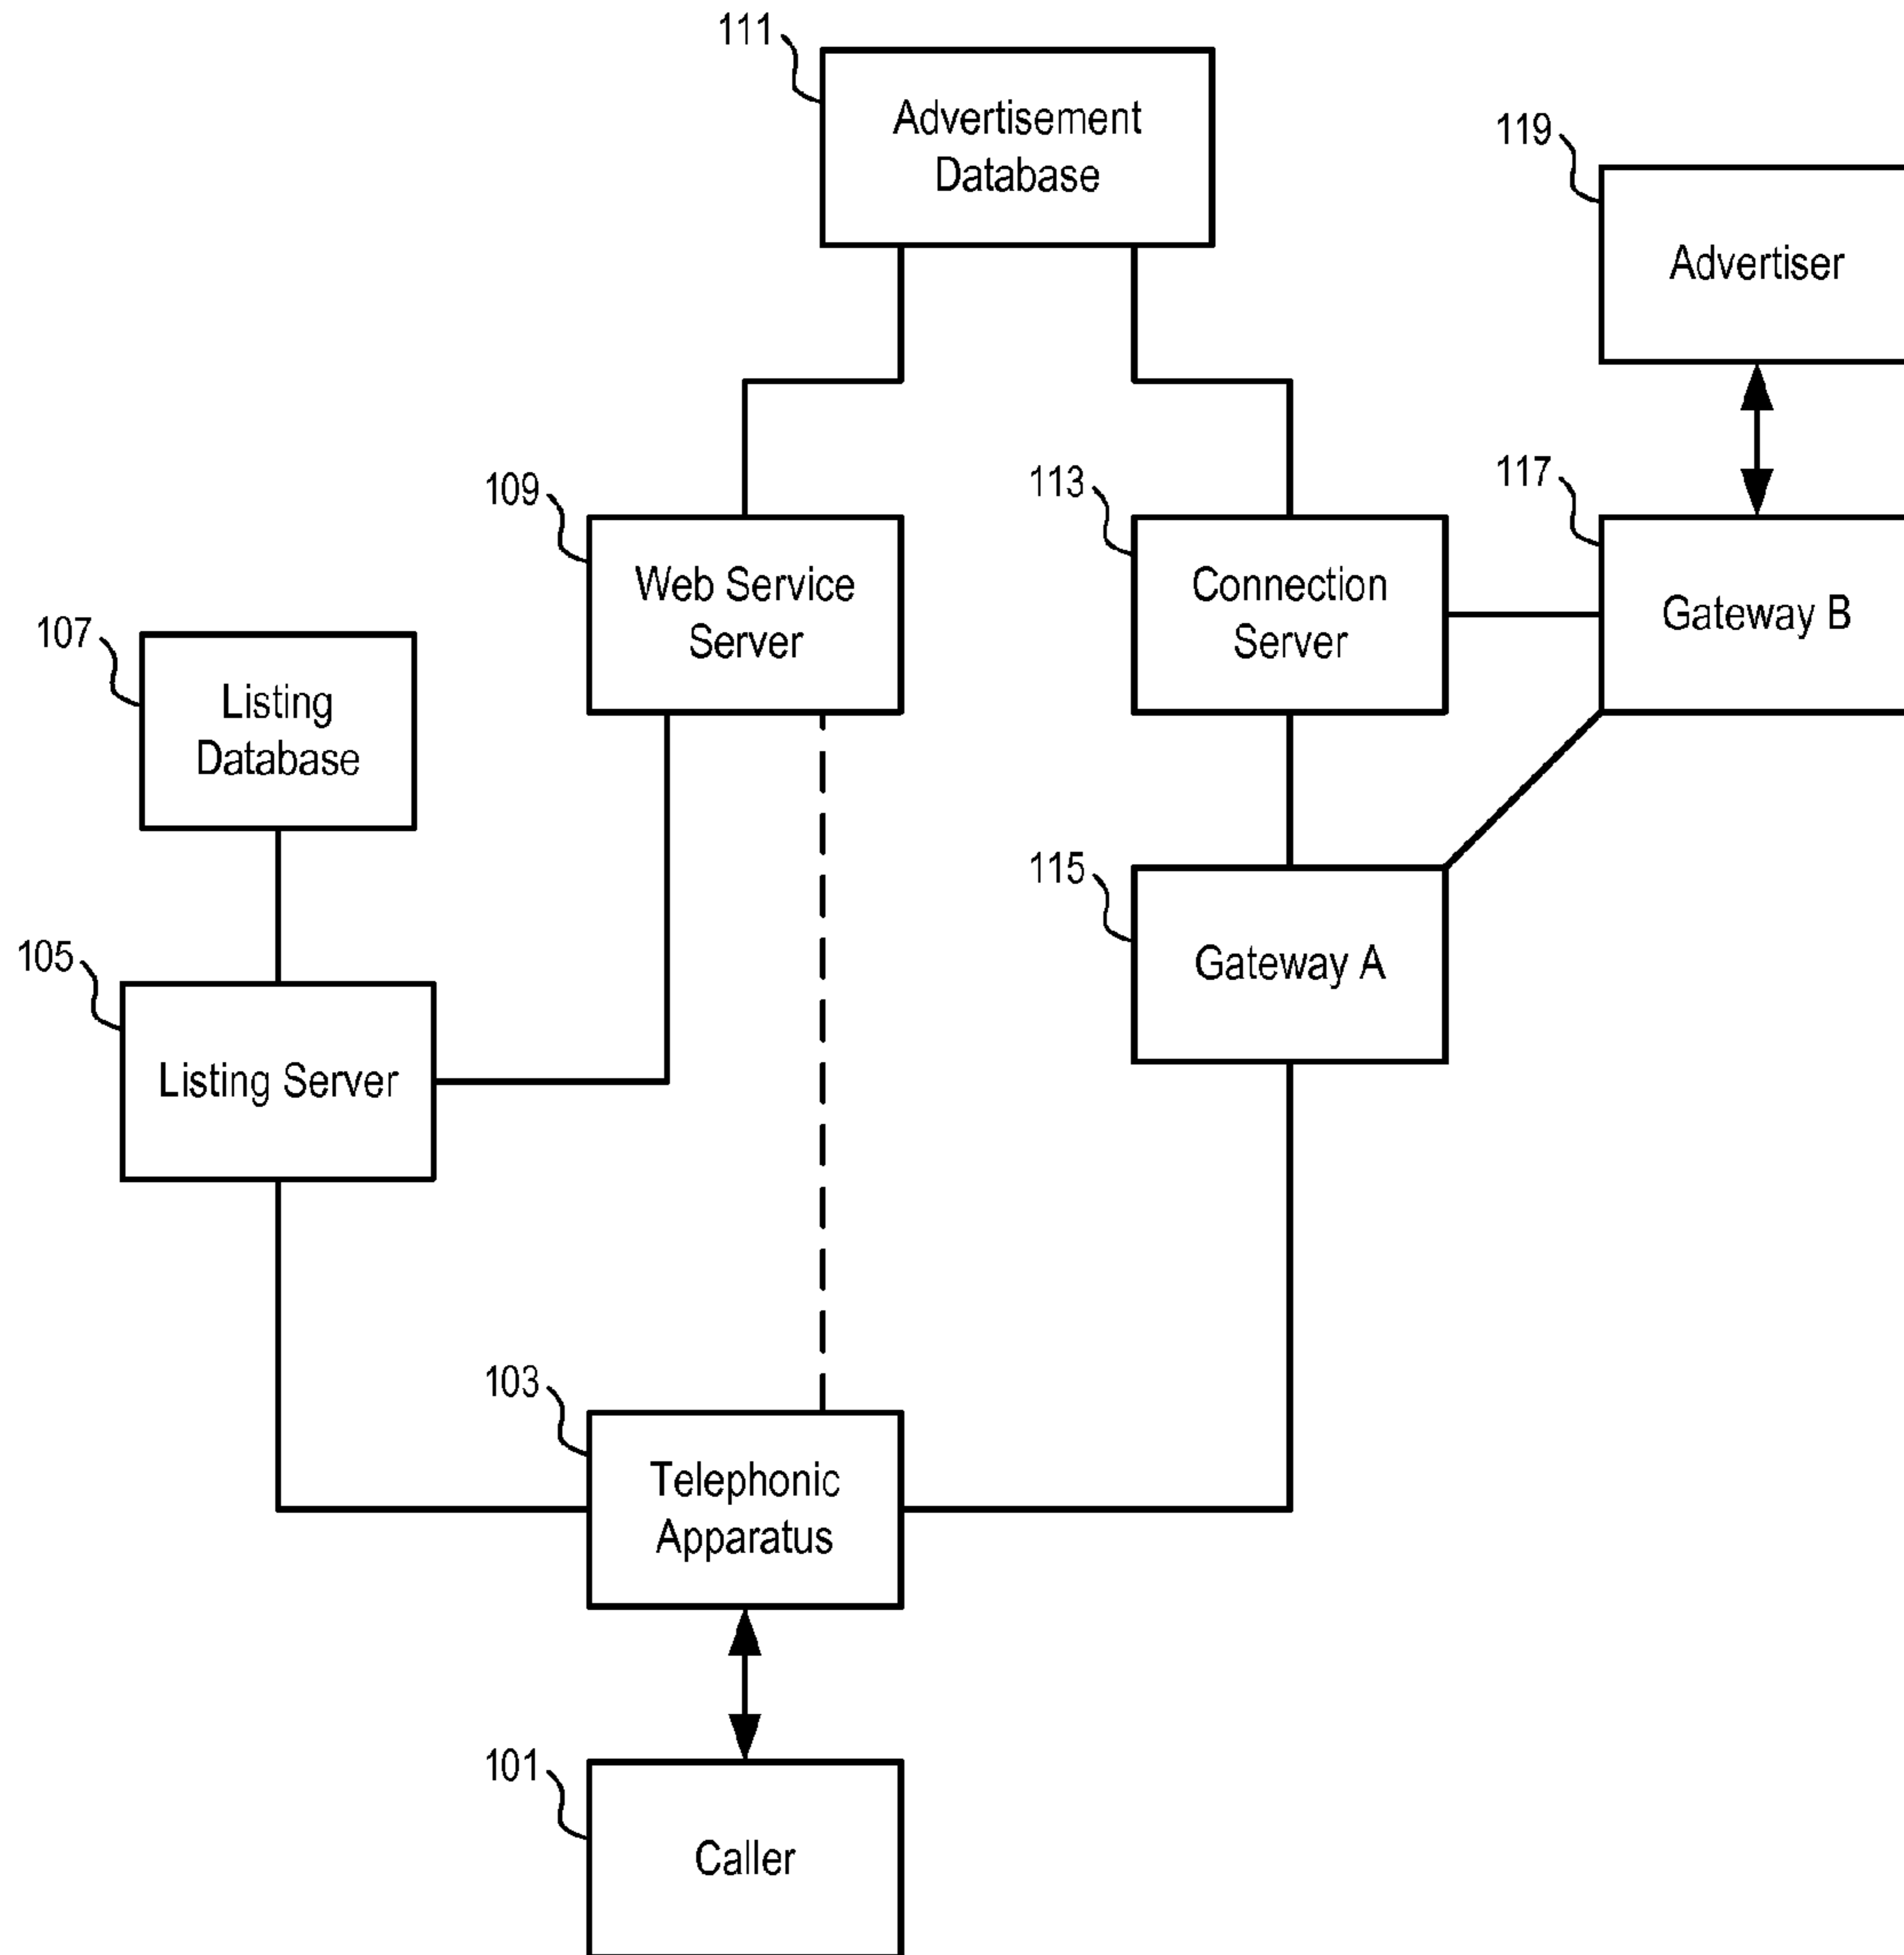 111
Advertisement
Database
119
Advertiser
109
Web Service
Server
113
Connection
Server
117
Gateway B
107
Listing
Database
115
Gateway A
105
Listing Server
103
Telephonic
Apparatus
101
Caller